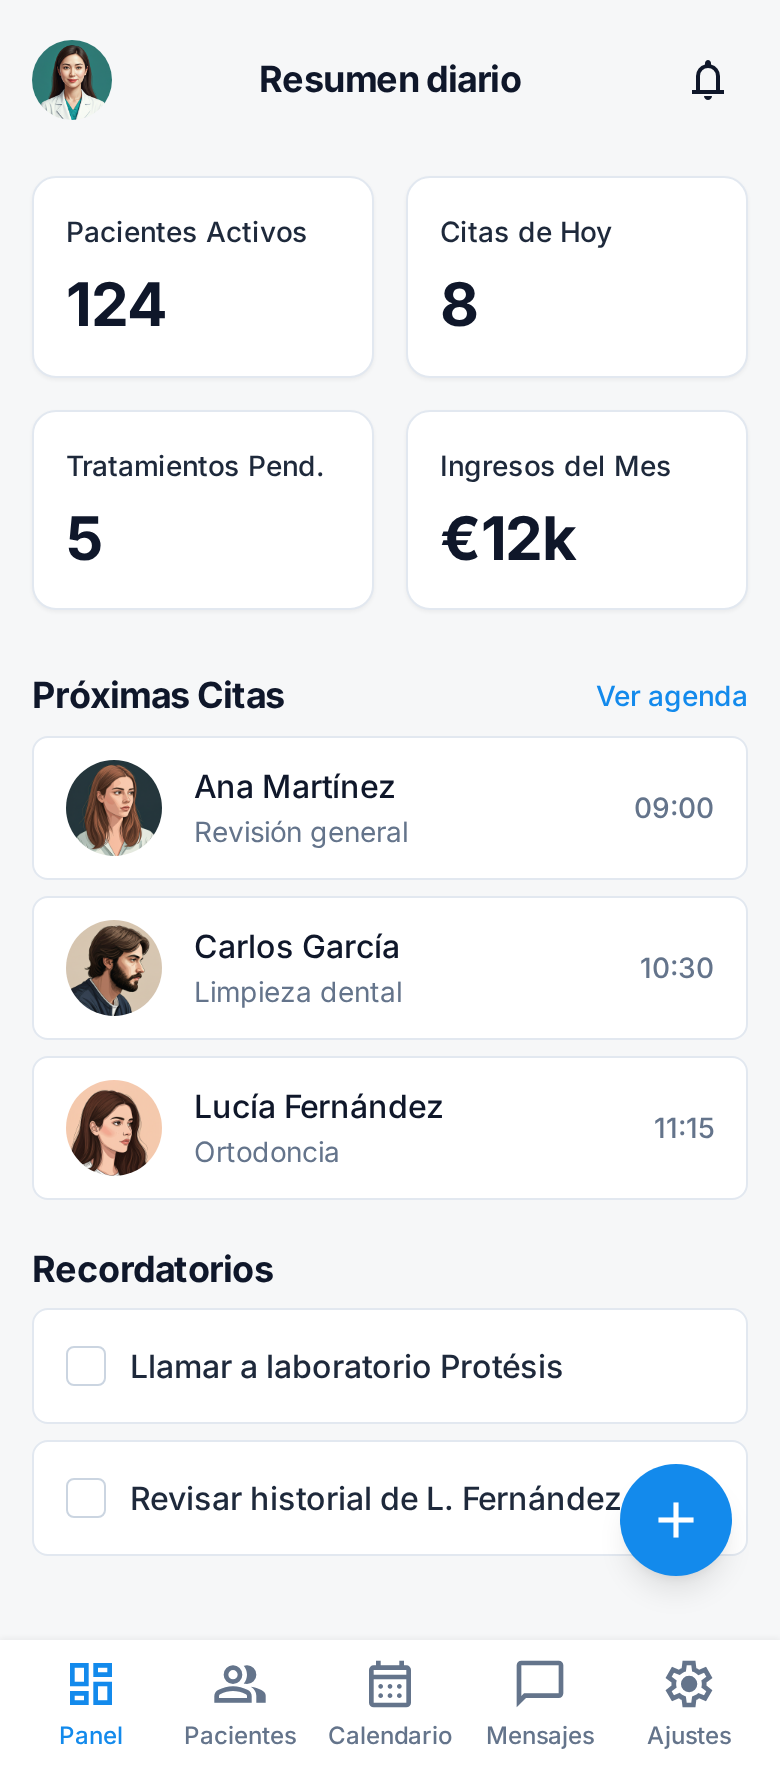 Resumen diario
Pacientes Activos
124
Citas de Hoy
8
Tratamientos Pend.
5
Ingresos del Mes
€12k
Próximas Citas
Ver agenda
Ana Martínez
Revisión general
09:00
Carlos García
Limpieza dental
10:30
Lucía Fernández
Ortodoncia
11:15
Recordatorios
Llamar a laboratorio Protésis
Revisar historial de L. Fernández
Panel
Pacientes
Calendario
Mensajes
Ajustes